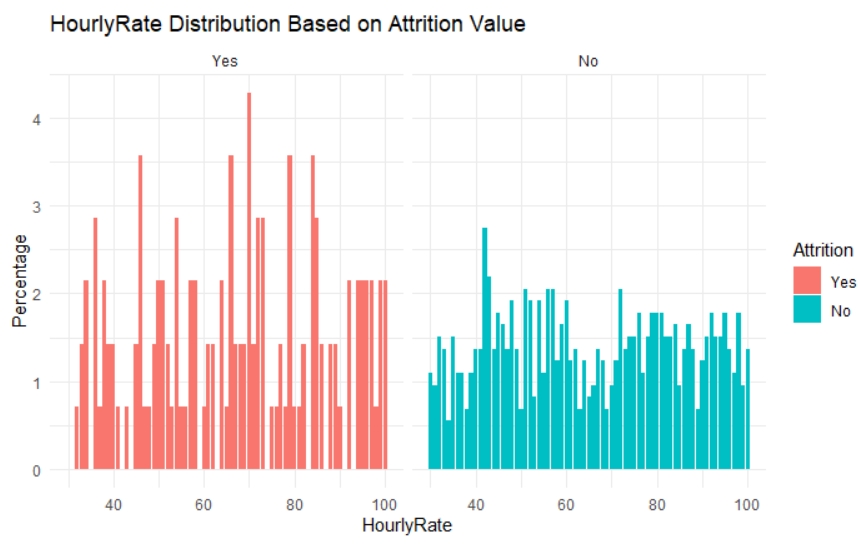 HourlyRate Distribution Based on Attrition Value
Yes
No
4
3
2
1
0
Percentage
40
60
80
100
40
60
80
100
HourlyRate
Attrition
Yes
No